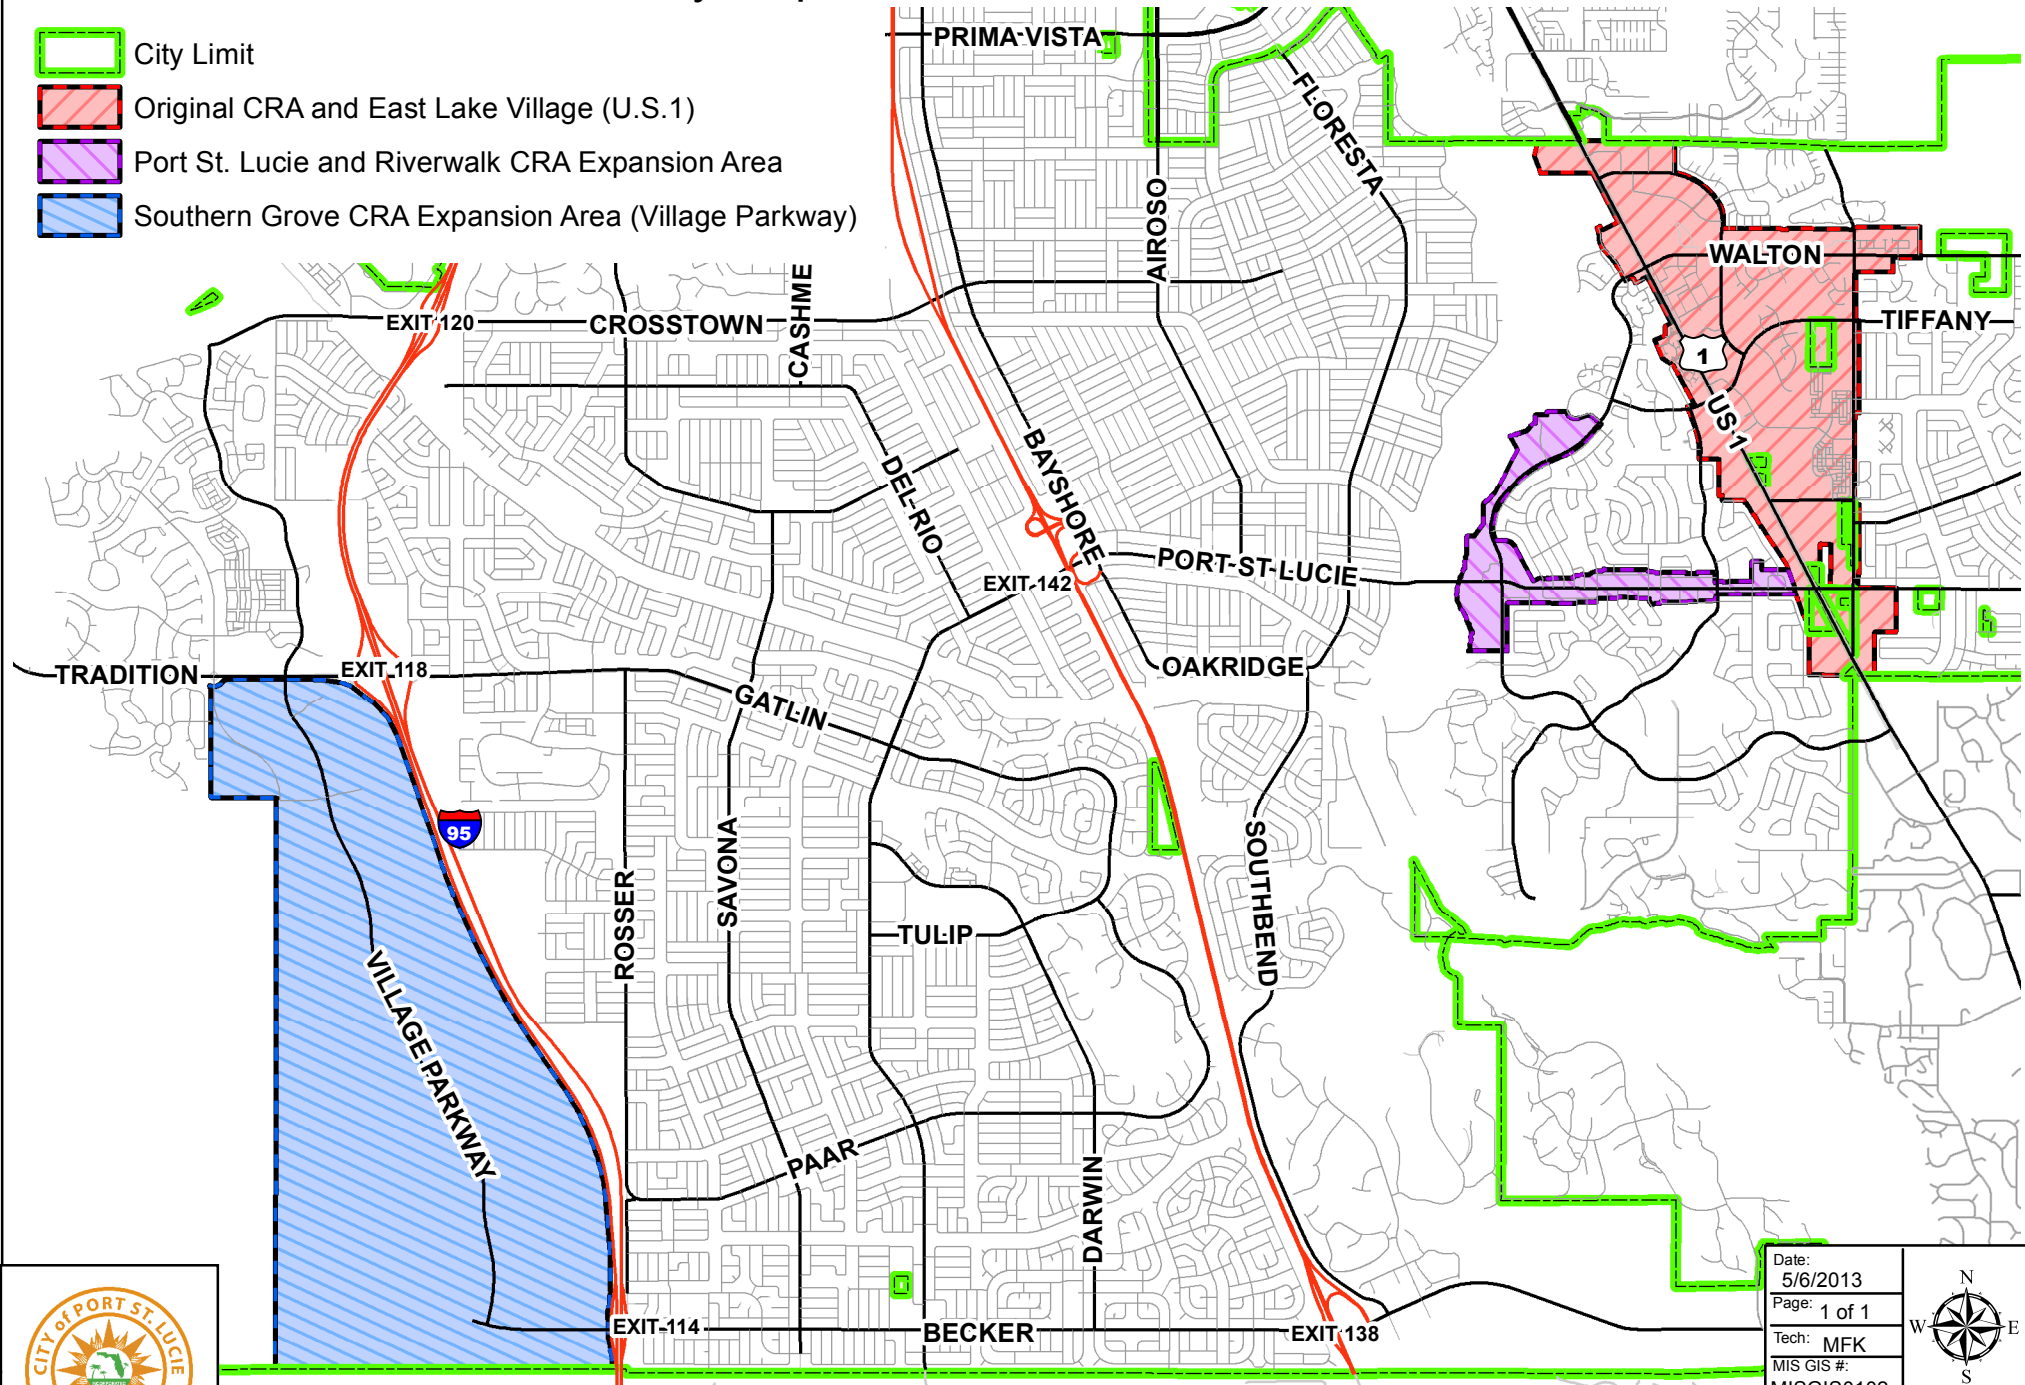 City Limit
Original CRA and East Lake Village (U.S.1)
Port St. Lucie and Riverwalk CRA Expansion Area
Southern Grove CRA Expansion Area (Village Parkway)
PRIMA VISTA
FLORESTA
AIROSO
WALTON
CASHME
EXIT 120
CROSSTOWN
TIFFANY
1
US 1
BAYSHORE
DEL RIO
EXIT 142
PORT ST LUCIE
TRADITION
EXIT 118
OAKRIDGE
GATLIN
95
SAVONA
ROSSER
SOUTHBEND
TULIP
VILLAGE PARKWAY
PAAR
DARWIN
EXIT 114
BECKER
EXIT 138
CITY of PORT ST. LUCIE
Date:
5/6/2013
Page: 1 of 1
Tech: MFK
MIS GIS #:
N
W
E
S